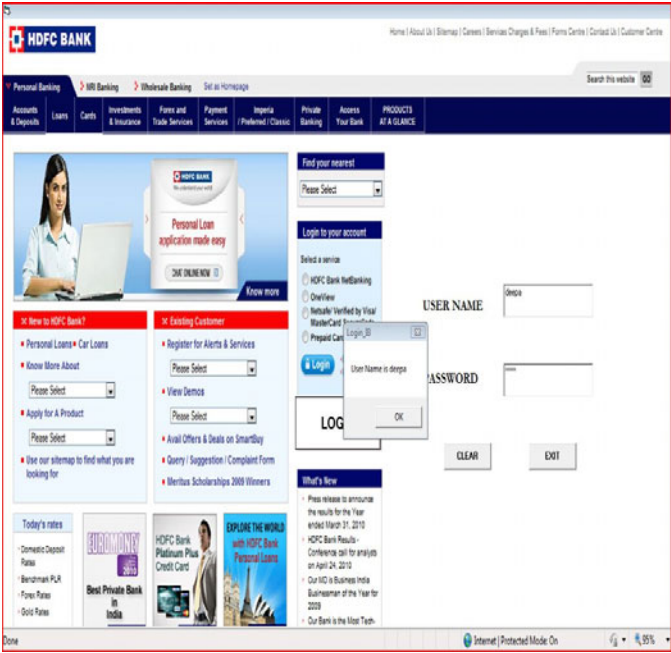 HDFC BANK
Home | About Us | Sitemap | Careers | Services Charges & Fees | Forms Centre | Contact Us | Customer Centre
Search this website GO
Personal Banking NRI Banking Wholesale Banking Set as Homepage
Accounts & Deposits Loans Cards Investments & Insurance Forex and Trade Services Payment Services Imperia / Preferred / Classic Private Banking Access Your Bank PRODUCTS AT A GLANCE
HDFC BANK
We understand your world
Personal Loan
application made easy
CHAT ONLINE NOW
Know more
Find your nearest
Please Select
Login to your account
Select a service
HDFC Bank NetBanking
OneView
Netsafe/ Verified by Visa/
MasterCard
Prepaid Card
Login
LOG
Login_B
User Name is deepa
OK
USER NAME
deepa
PASSWORD
CLEAR EXIT
New to HDFC Bank?
Personal Loans Car Loans
Know More About
Please Select
Apply for A Product
Please Select
Use our sitemap to find what you are
looking for
Existing Customer
Register for Alerts & Services
Please Select
View Demos
Please Select
Avail Offers & Deals on SmartBuy
Query / Suggestion / Complaint Form
Meritus Scholarships 2009 Winners
Today's rates
Domestic Deposit
Rates
Benchmark PLR
Forex Rates
Gold Rates
EUROMONEY
2010
Best Private Bank
in
India
HDFC Bank
Platinum Plus
Credit Card
EXPLORE THE WORLD
with HDFC Bank
Personal Loans
What's New
Press release to announce
the results for the Year
ended March 31, 2010
HDFC Bank Results -
Conference call for analysts
on April 24, 2010
Our MD is Business India
Businessman of the Year for
2009
Our Bank is the Most Tech-
Done
Internet | Protected Mode: On
95%